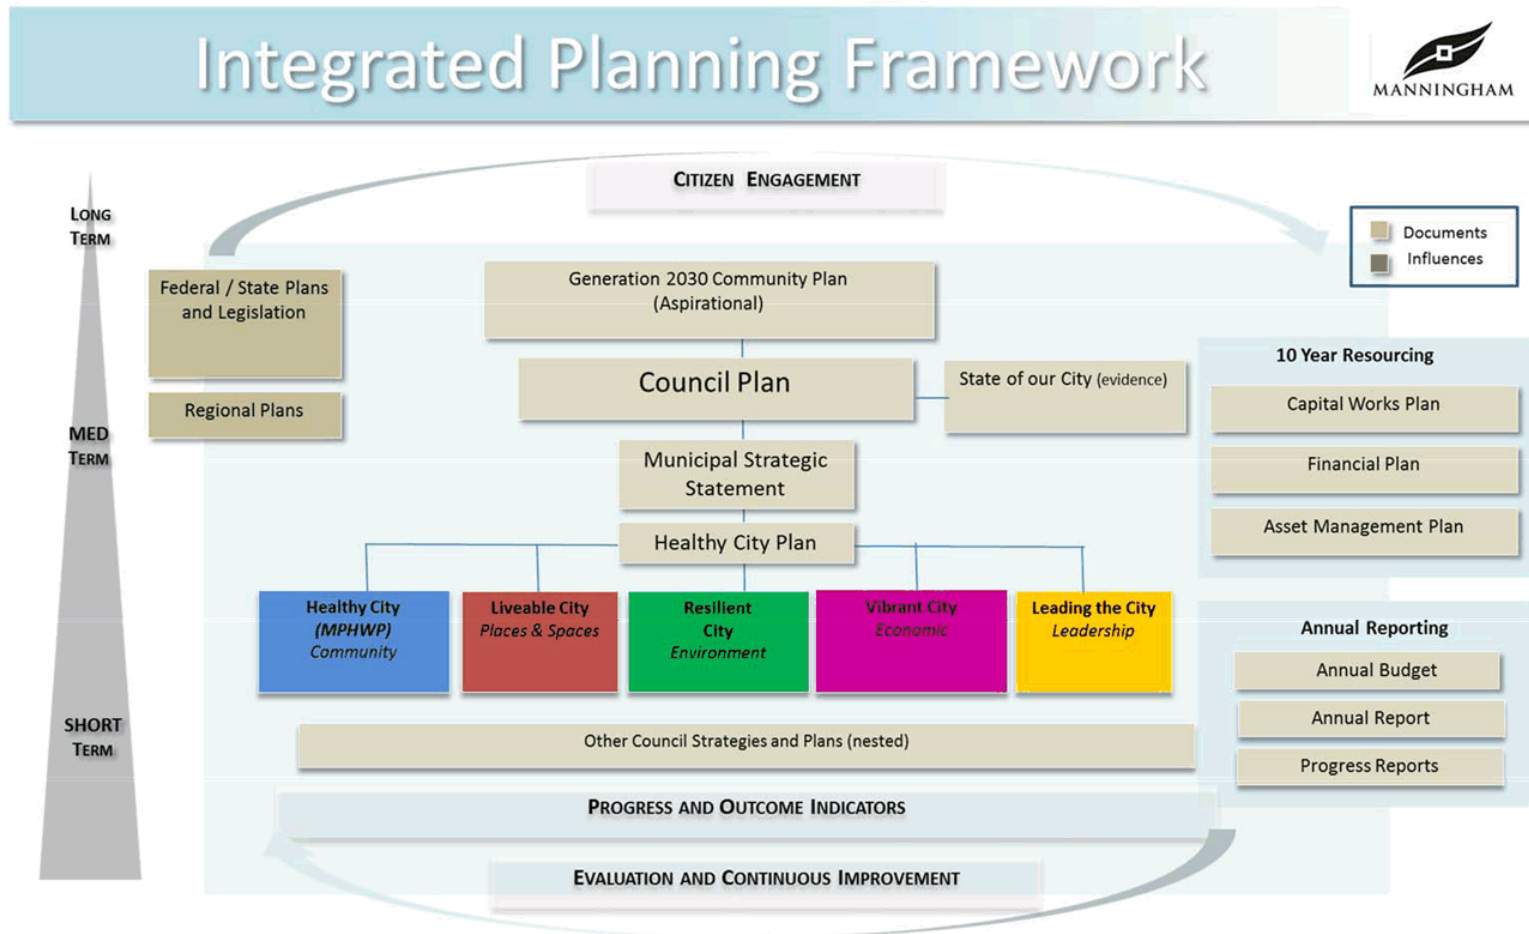 Integrated Planning Framework
MANNINGHAM
CITIZEN ENGAGEMENT
LONG
TERM
Documents
Influences
Federal / State Plans
and Legislation
Generation 2030 Community Plan
(Aspirational)
10 Year Resourcing
Council Plan
State of our City (evidence)
Capital Works Plan
Regional Plans
MED
TERM
Municipal Strategic
Statement
Financial Plan
Asset Management Plan
Healthy City Plan
Healthy City
(MPHWP)
Community
Liveable City
Places & Spaces
Resilient
City
Environment
Vibrant City
Economic
Leading the City
Leadership
Annual Reporting
Annual Budget
Annual Report
Progress Reports
SHORT
TERM
Other Council Strategies and Plans (nested)
PROGRESS AND OUTCOME INDICATORS
EVALUATION AND CONTINUOUS IMPROVEMENT